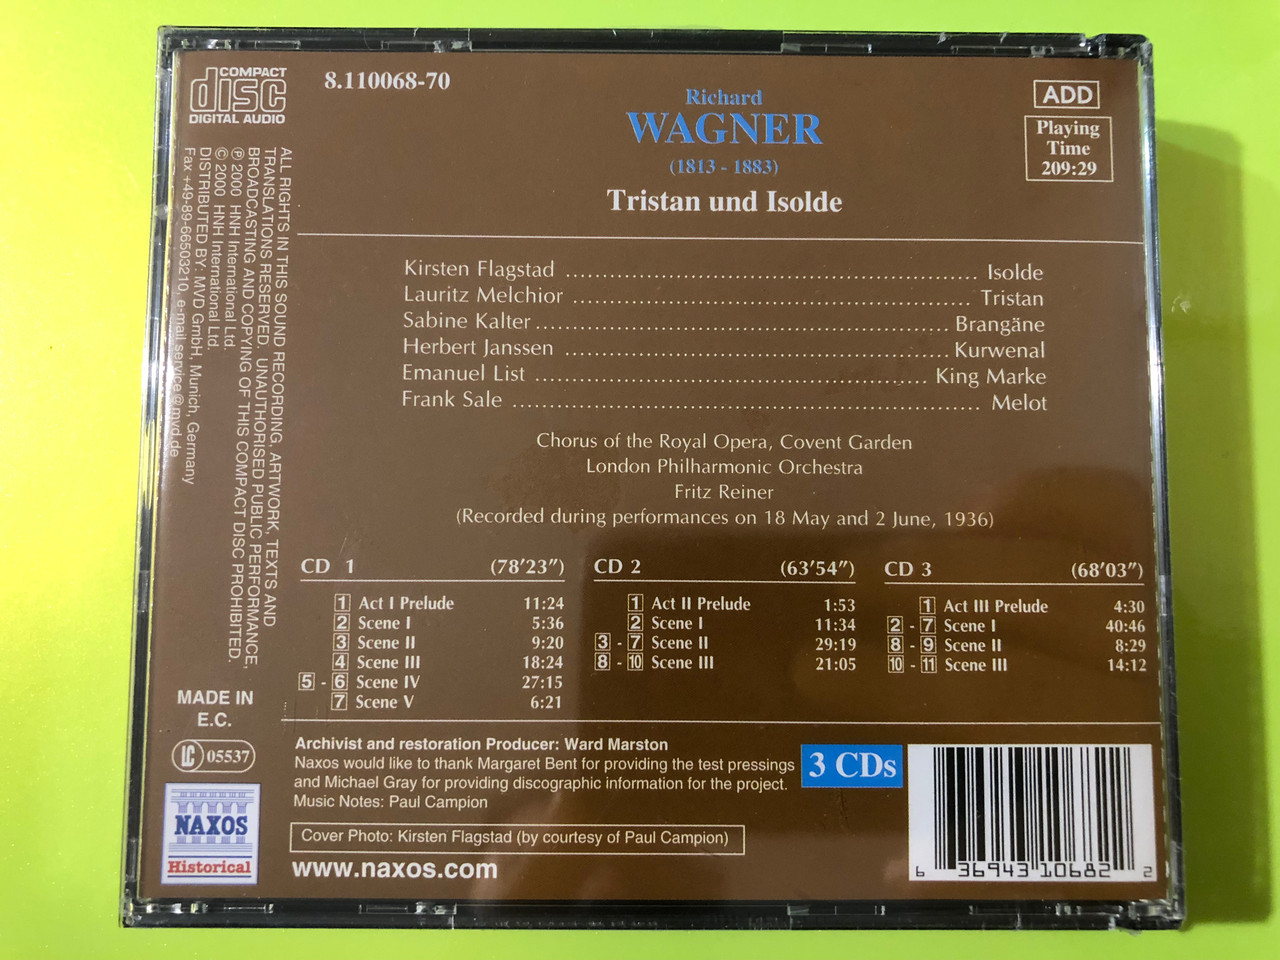 COMPACT
disc
DIGITAL AUDIO
8.110068-70
Richard
WAGNER
(1813 - 1883)
Tristan und Isolde
ADD
Playing
Time
209:29
ALL RIGHTS IN THIS SOUND RECORDING, ARTWORK, TEXTS AND
TRANSLATIONS RESERVED. UNAUTHORISED PUBLIC PERFORMANCE,
BROADCASTING AND COPYING OF THIS COMPACT DISC PROHIBITED.
℗ 2000 HNH International Ltd.
© 2000 HNH International Ltd.
DISTRIBUTED BY: MVD GmbH, Munich, Germany
Fax +49-89-66503210, e-mail service@mvd.de
Kirsten Flagstad ........ Isolde
Lauritz Melchior ........ Tristan
Sabine Kalter ........ Brangäne
Herbert Janssen ........ Kurwenal
Emanuel List ........ King Marke
Frank Sale ........ Melot
Chorus of the Royal Opera, Covent Garden
London Philharmonic Orchestra
Fritz Reiner
(Recorded during performances on 18 May and 2 June, 1936)
CD 1 (78'23")
1 Act I Prelude 11:24
2 Scene I 5:36
3 Scene II 9:20
4 Scene III 18:24
5 - 6 Scene IV 27:15
7 Scene V 6:21
CD 2 (63'54")
1 Act II Prelude 1:53
2 Scene I 11:34
3 - 7 Scene II 29:19
8 - 10 Scene III 21:05
CD 3 (68'03")
1 Act III Prelude 4:30
2 - 7 Scene I 40:46
8 - 9 Scene II 8:29
10 - 11 Scene III 14:12
MADE IN
E.C.
LC 05537
NAXOS
Historical
Archivist and restoration Producer: Ward Marston
Naxos would like to thank Margaret Bent for providing the test pressings
and Michael Gray for providing discographic information for the project.
Music Notes: Paul Campion
Cover Photo: Kirsten Flagstad (by courtesy of Paul Campion)
www.naxos.com
3 CDs
6 36943 10682 2